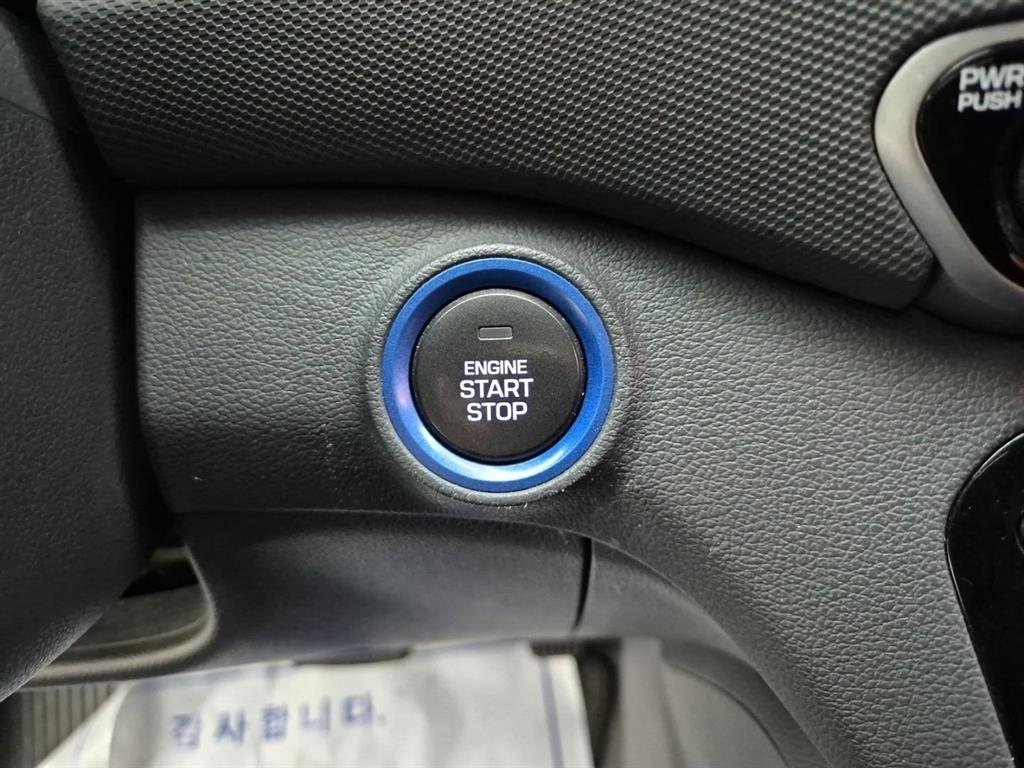 PWR
PUSH
ENGINE
START
STOP
감사합니다.